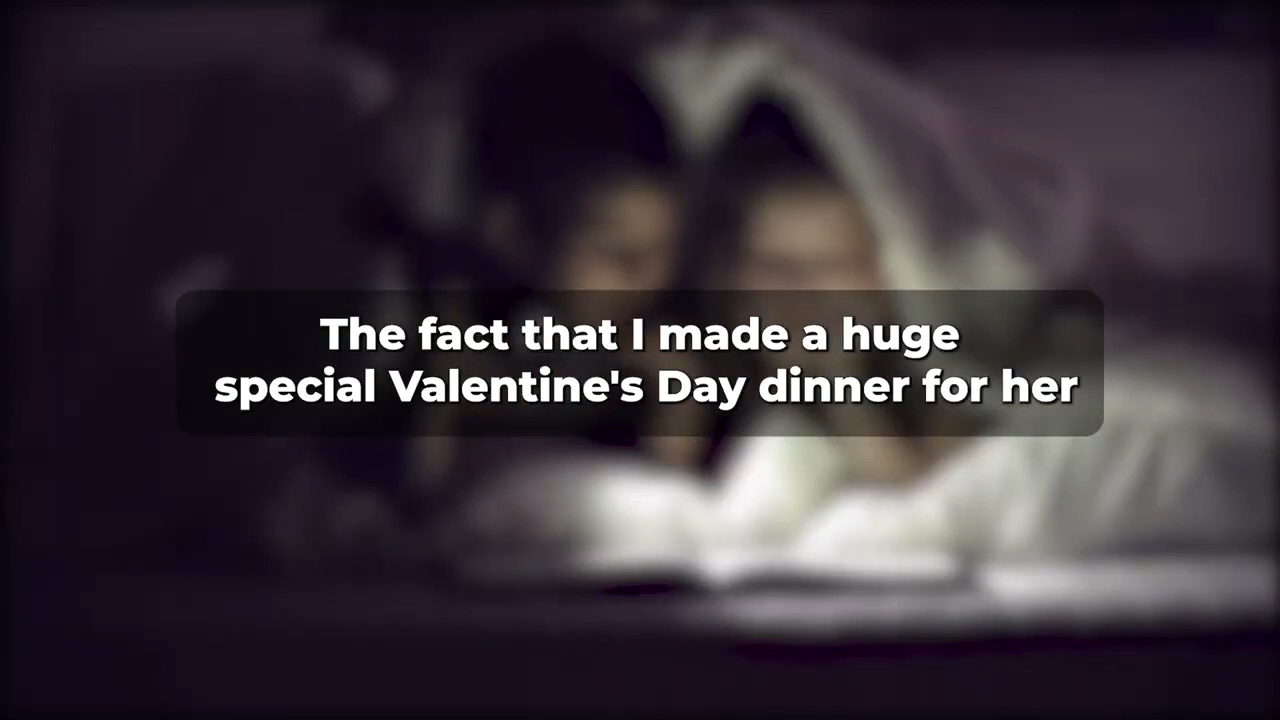 The fact that I made a huge
special Valentine's Day dinner for her